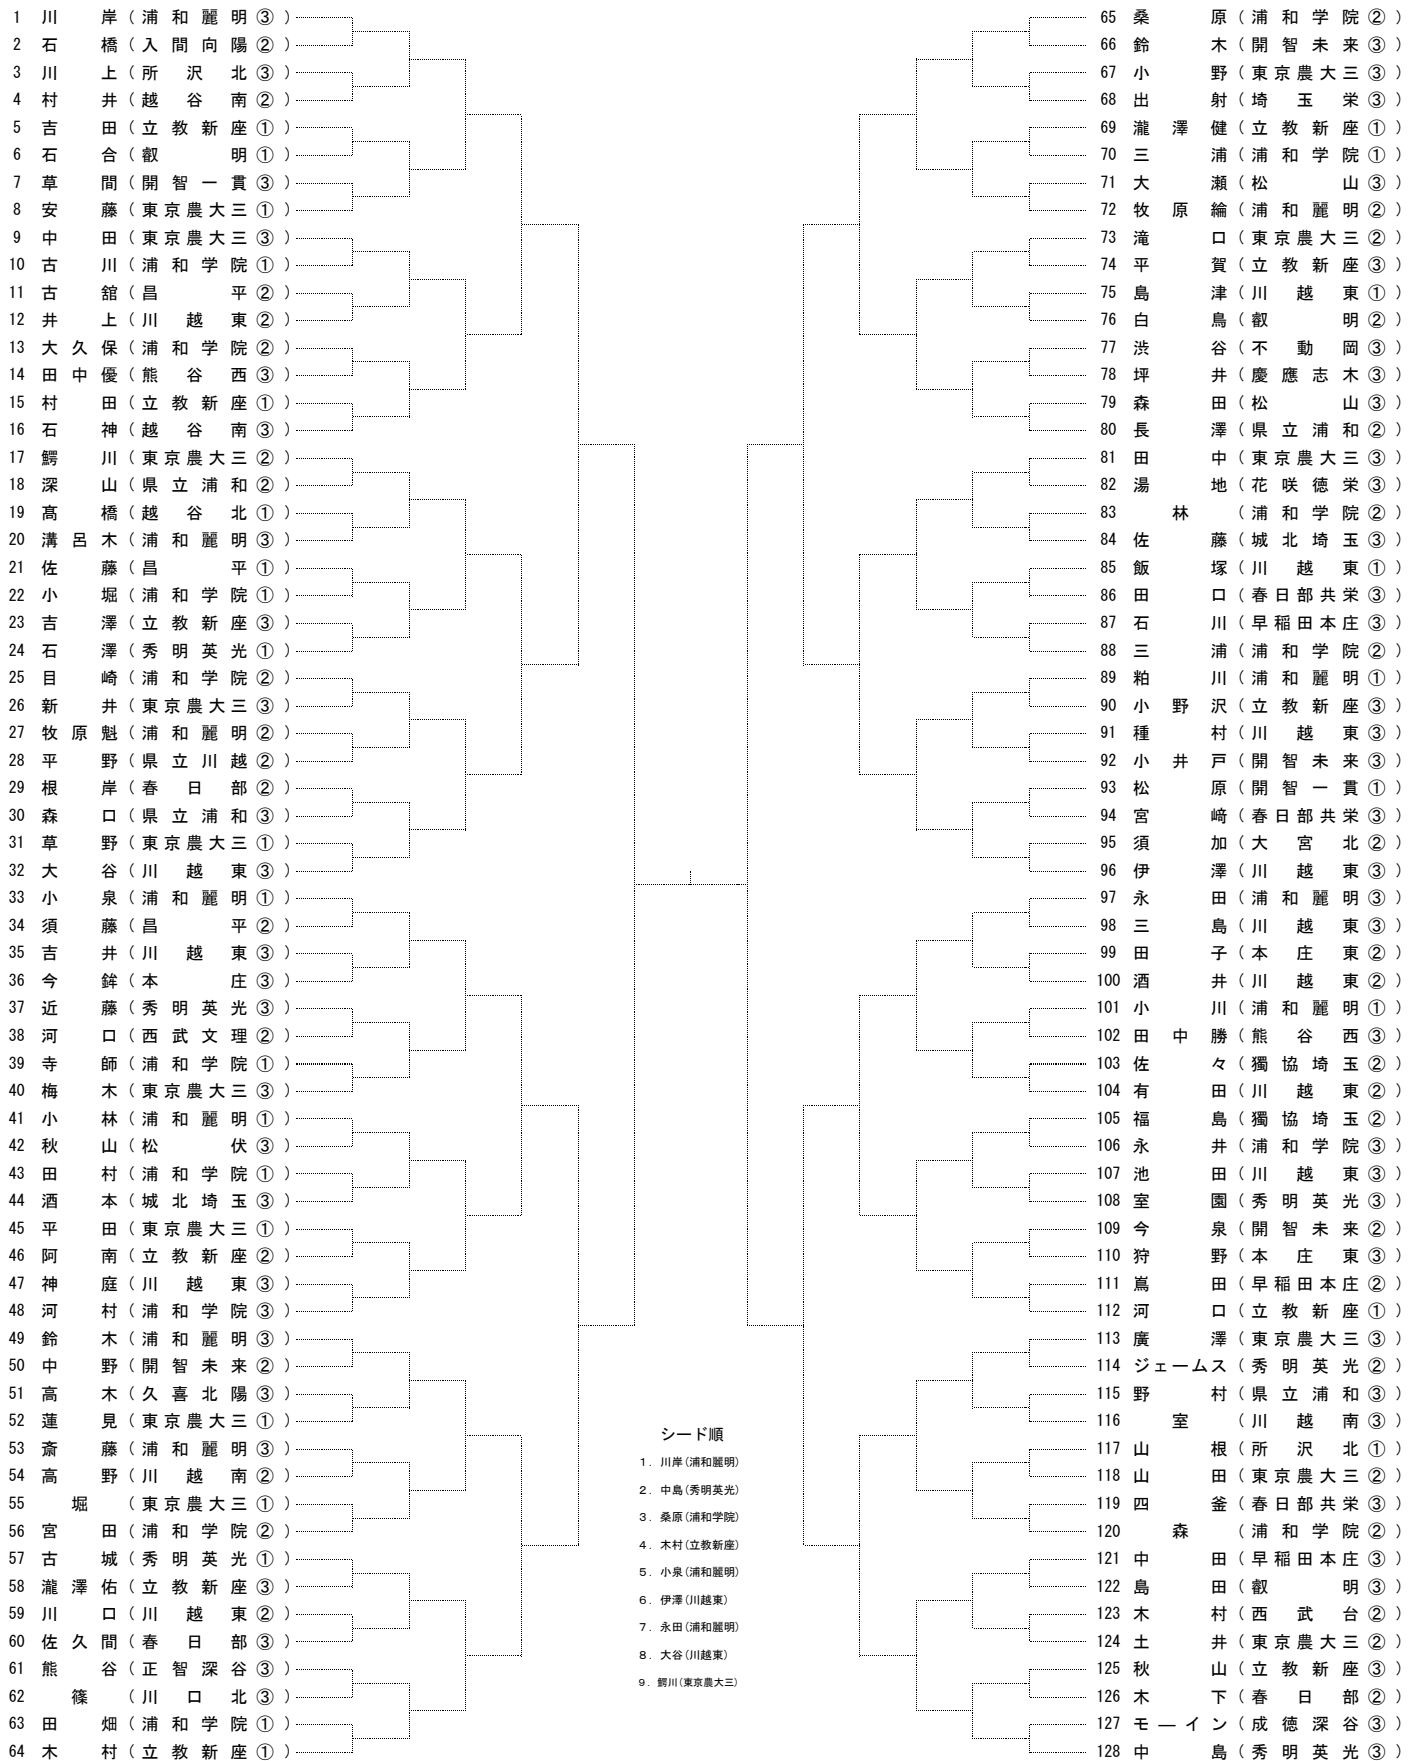 1 川岸(浦和麗明③)
2 石橋(入間向陽②)
3 川上(所沢北③)
4 村井(越谷南②)
5 吉田(立教新座①)
6 石合(叡明①)
7 草間(開智一貫③)
8 安藤(東京農大三①)
9 中田(東京農大三③)
10 古川(浦和学院①)
11 古舘(昌平②)
12 井上(川越東②)
13 大久保(浦和学院②)
14 田中優(熊谷西③)
15 村田(立教新座①)
16 石神(越谷南③)
17 鰐川(東京農大三②)
18 深山(県立浦和②)
19 髙橋(越谷北①)
20 溝呂木(浦和麗明③)
21 佐藤(昌平①)
22 小堀(浦和学院①)
23 吉澤(立教新座③)
24 石澤(秀明英光①)
25 目崎(浦和学院②)
26 新井(東京農大三③)
27 牧原魁(浦和麗明②)
28 平野(県立川越②)
29 根岸(春日部②)
30 森口(県立浦和③)
31 草野(東京農大三①)
32 大谷(川越東③)
33 小泉(浦和麗明①)
34 須藤(昌平②)
35 吉井(川越東③)
36 今鉾(本庄③)
37 近藤(秀明英光③)
38 河口(西武文理②)
39 寺師(浦和学院①)
40 梅木(東京農大三③)
41 小林(浦和麗明①)
42 秋山(松伏③)
43 田村(浦和学院①)
44 酒本(城北埼玉③)
45 平田(東京農大三①)
46 阿南(立教新座②)
47 神庭(川越東③)
48 河村(浦和学院③)
49 鈴木(浦和麗明③)
50 中野(開智未来②)
51 高木(久喜北陽③)
52 蓮見(東京農大三①)
53 斎藤(浦和麗明③)
54 高野(川越南②)
55 堀(東京農大三①)
56 宮田(浦和学院②)
57 古城(秀明英光①)
58 瀧澤佑(立教新座③)
59 川口(川越東②)
60 佐久間(春日部③)
61 熊谷(正智深谷③)
62 篠(川口北③)
63 田畑(浦和学院①)
64 木村(立教新座①)
シード順
1. 川岸(浦和麗明)
2. 中島(秀明英光)
3. 桑原(浦和学院)
4. 木村(立教新座)
5. 小泉(浦和麗明)
6. 伊澤(川越東)
7. 永田(浦和麗明)
8. 大谷(川越東)
9. 鰐川(東京農大三)
65 桑原(浦和学院②)
66 鈴木(開智未来③)
67 小野(東京農大三③)
68 出射(埼玉栄③)
69 瀧澤健(立教新座①)
70 三浦(浦和学院①)
71 大瀬(松山③)
72 牧原綸(浦和麗明②)
73 滝口(東京農大三②)
74 平賀(立教新座③)
75 島津(川越東①)
76 白鳥(叡明②)
77 渋谷(不動岡③)
78 坪井(慶應志木③)
79 森田(松山③)
80 長澤(県立浦和②)
81 田中(東京農大三③)
82 湯地(花咲徳栄③)
83 林(浦和学院②)
84 佐藤(城北埼玉③)
85 飯塚(川越東①)
86 田口(春日部共栄③)
87 石川(早稲田本庄③)
88 三浦(浦和学院②)
89 粕川(浦和麗明①)
90 小野沢(立教新座③)
91 種村(川越東③)
92 小井戸(開智未来③)
93 松原(開智一貫①)
94 宮﨑(春日部共栄③)
95 須加(大宮北②)
96 伊澤(川越東③)
97 永田(浦和麗明③)
98 三島(川越東③)
99 田子(本庄東②)
100 酒井(川越東②)
101 小川(浦和麗明①)
102 田中勝(熊谷西③)
103 佐々(獨協埼玉②)
104 有田(川越東②)
105 福島(獨協埼玉②)
106 永井(浦和学院③)
107 池田(川越東③)
108 室園(秀明英光③)
109 今泉(開智未来②)
110 狩野(本庄東③)
111 嶌田(早稲田本庄②)
112 河口(立教新座①)
113 廣澤(東京農大三③)
114 ジェームス(秀明英光②)
115 野村(県立浦和③)
116 室(川越南③)
117 山根(所沢北①)
118 山田(東京農大三②)
119 四釜(春日部共栄③)
120 森(浦和学院②)
121 中田(早稲田本庄③)
122 島田(叡明③)
123 木村(西武台②)
124 土井(東京農大三②)
125 秋山(立教新座③)
126 木下(春日部②)
127 モーイン(成徳深谷③)
128 中島(秀明英光③)